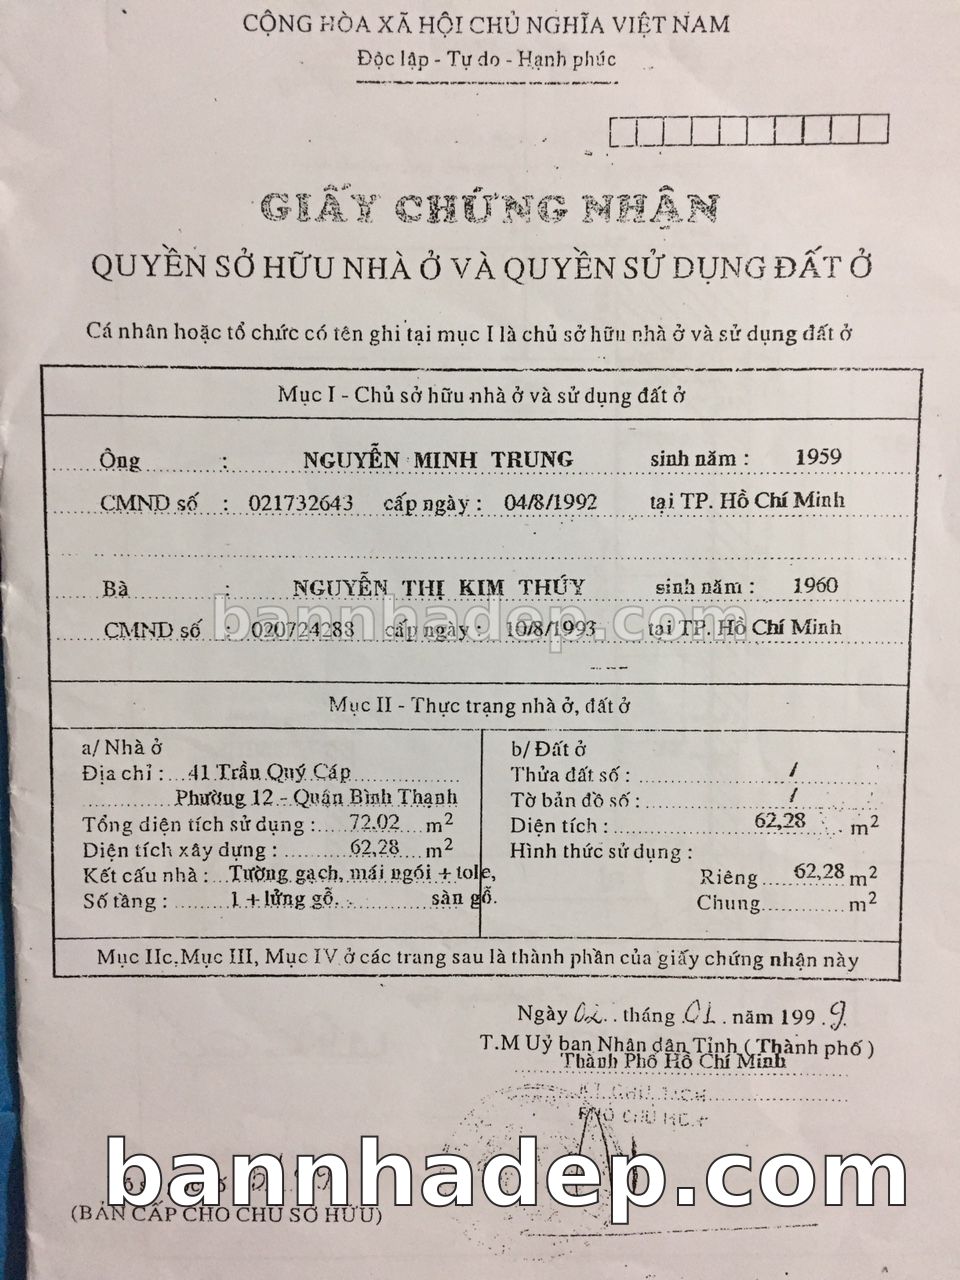 CỘNG HÒA XÃ HỘI CHỦ NGHĨA VIỆT NAM
Độc lập - Tự do - Hạnh phúc
GIẤY CHỨNG NHẬN
QUYỀN SỞ HỮU NHÀ Ở VÀ QUYỀN SỬ DỤNG ĐẤT Ở
Cá nhân hoặc tổ chức có tên ghi tại mục I là chủ sở hữu nhà ở và sử dụng đất ở
Mục I - Chủ sở hữu nhà ở và sử dụng đất ở
Ông : NGUYỄN MINH TRUNG sinh năm : 1959
CMND số : 021732643 cấp ngày : 04/8/1992 tại TP. Hồ Chí Minh
Bà : NGUYỄN THỊ KIM THÚY sinh năm : 1960
bannhadep.com
CMND số : 020724283 cấp ngày : 10/8/1993 tại TP. Hồ Chí Minh
Mục II - Thực trạng nhà ở, đất ở
a/ Nhà ở
Địa chỉ : 41 Trần Quý Cáp
Phường 12 - Quận Bình Thạnh
Tổng diện tích sử dụng : 72,02 m²
Diện tích xây dựng : 62,28 m²
Kết cấu nhà : Tường gạch, mái ngói + tole,
Số tầng : 1 + lửng gỗ. sàn gỗ.
b/ Đất ở
Thửa đất số : /
Tờ bản đồ số : /
Diện tích : 62,28 m²
Hình thức sử dụng :
Riêng 62,28 m²
Chung m²
Mục IIc, Mục III, Mục IV ở các trang sau là thành phần của giấy chứng nhận này
Ngày 02 tháng 01 năm 1999
T.M Uỷ ban Nhân dân Tỉnh ( Thành phố )
Thành Phố Hồ Chí Minh
KT. CHỦ TỊCH
PHÓ CHỦ TỊCH
bannhadep.com
(BẢN CẤP CHO CHỦ SỞ HỮU)